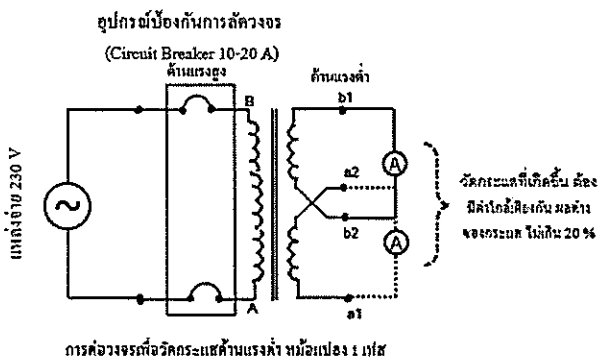 อุปกรณ์ป้องกันการลัดวงจร
(Circuit Breaker 10-20 A)
ด้านแรงสูง
ด้านแรงต่ำ
B
b1
A
a2
แหล่งจ่าย 230 V
วัดกระแสที่เกิดขึ้น ต้อง
มีค่าใกล้เคียงกัน ผลต่าง
ของกระแส ไม่เกิน 20 %
b2
A
A
a1
การต่อวงจรเพื่อวัดกระแสด้านแรงต่ำ หม้อแปลง 1 เฟส